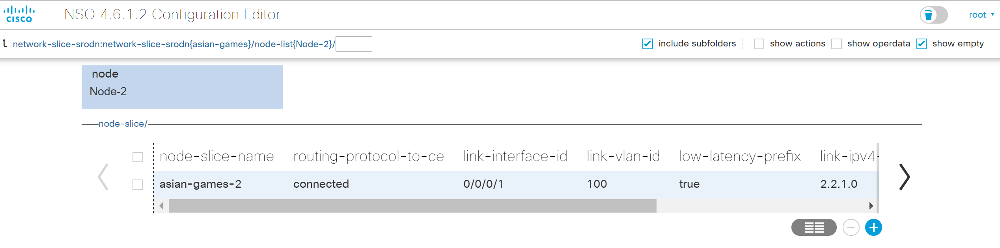 CISCO
NSO 4.6.1.2 Configuration Editor
root
network-slice-srodn:network-slice-srodn{asian-games}/node-list{Node-2}/
include subfolders show actions show operdata show empty
node
Node-2
node-slice/
node-slice-name routing-protocol-to-ce link-interface-id link-vlan-id low-latency-prefix link-ipv4-
asian-games-2 connected 0/0/0/1 100 true 2.2.1.0